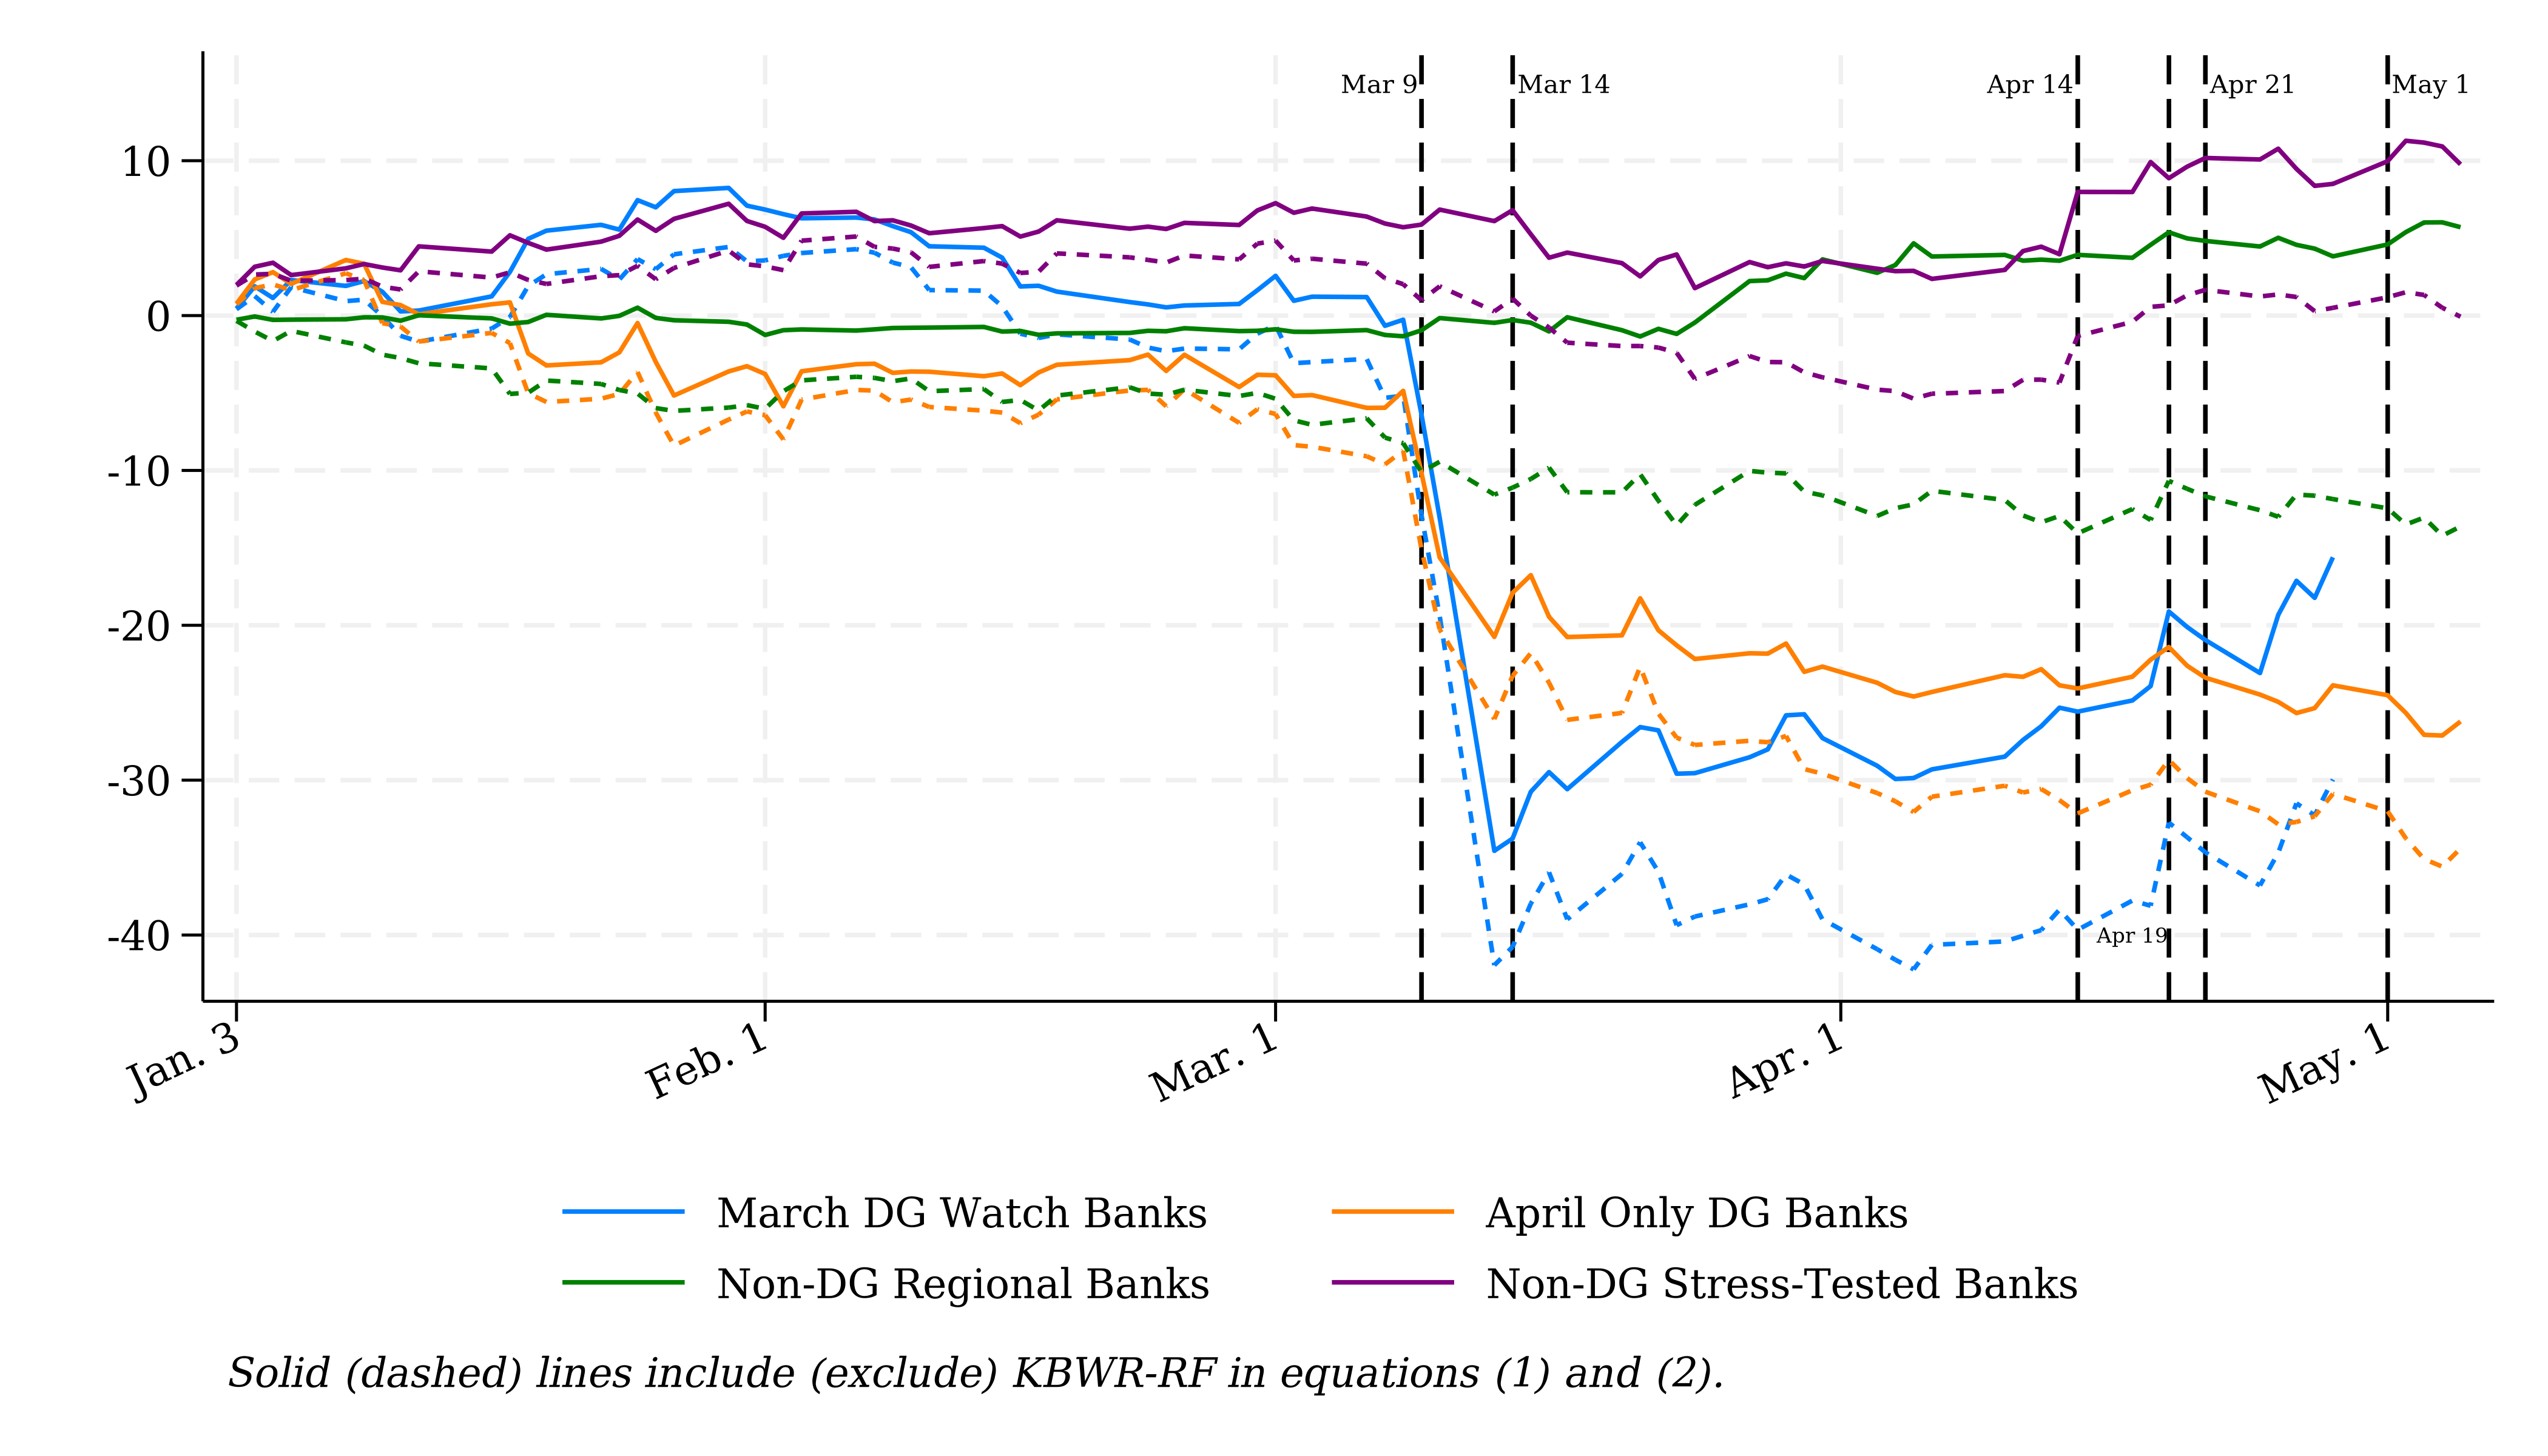 Mar 9 Mar 14 Apr 14 Apr 21 May 1
10
0
-10
-20
-30
-40
Apr 19
Jan. 3 Feb. 1 Mar. 1 Apr. 1 May. 1
March DG Watch Banks April Only DG Banks
Non-DG Regional Banks Non-DG Stress-Tested Banks
Solid (dashed) lines include (exclude) KBWR-RF in equations (1) and (2).